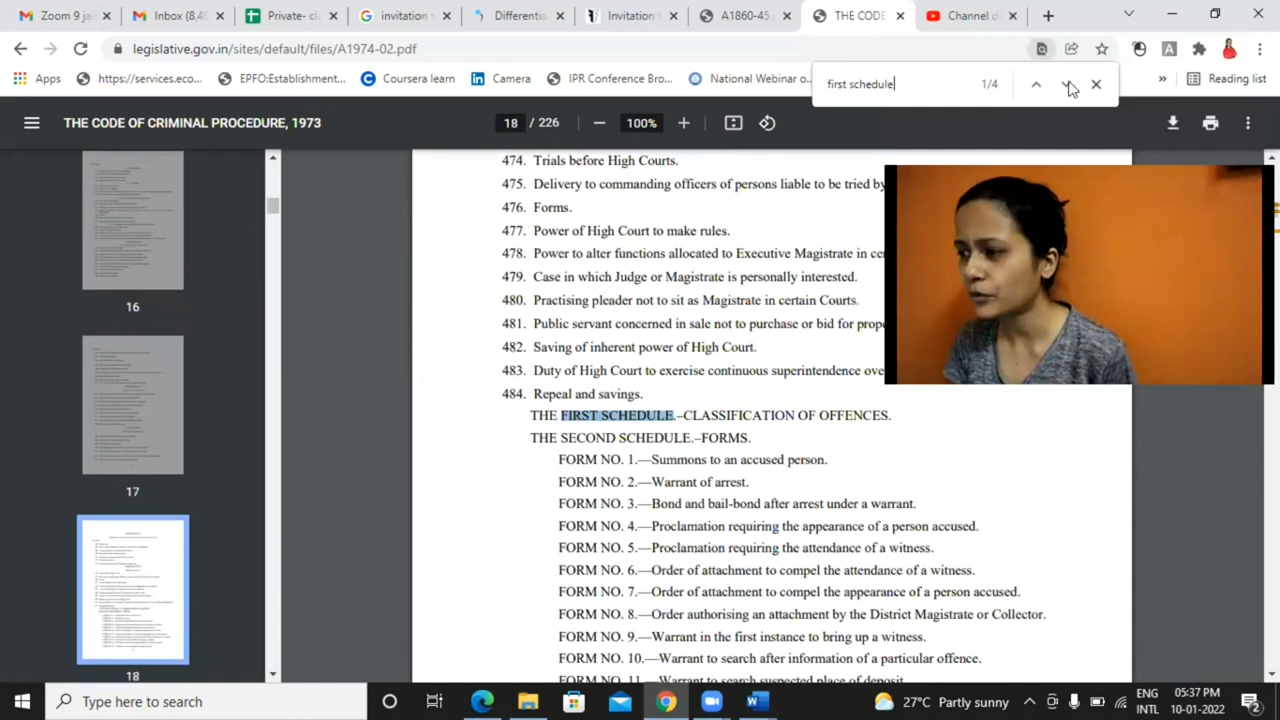 Zoom 9 ja
Inbox (8,4
Private- cl
invitation
Differentia
Invitation t
A1860-45.
THE CODE
Channel d
legislative.gov.in/sites/default/files/A1974-02.pdf
Apps
https://services.eco...
EPFO:Establishment...
Coursera learn
Camera
IPR Conference Bro...
National Webinar o...
Reading list
first schedule
1/4
THE CODE OF CRIMINAL PROCEDURE, 1973
18 / 226
100%
16
17
18
474. Trials before High Courts.
475. Delivery to commanding officers of persons liable to be tried by
476. Forms.
477. Power of High Court to make rules.
478. Power to alter functions allocated to Executive Magistrate in ce
479. Case in which Judge or Magistrate is personally interested.
480. Practising pleader not to sit as Magistrate in certain Courts.
481. Public servant concerned in sale not to purchase or bid for prope
482. Saving of inherent power of High Court.
483. Duty of High Court to exercise continuous superintendence ove
484. Repeal and savings.
THE FIRST SCHEDULE.–CLASSIFICATION OF OFFENCES.
THE SECOND SCHEDULE.–FORMS.
FORM NO. 1.—Summons to an accused person.
FORM NO. 2.—Warrant of arrest.
FORM NO. 3.—Bond and bail-bond after arrest under a warrant.
FORM NO. 4.—Proclamation requiring the appearance of a person accused.
FORM NO. 5.—Proclamation requiring the attendance of a witness.
FORM NO. 6.—Order of attachment to compel the attendance of a witness.
FORM NO. 7.—Order of attachment to compel the appearance of a person accused.
FORM NO. 8.—Order authorising an attachment by the District Magistrate or Collector.
FORM NO. 9.—Warrant in the first instance to bring up a witness.
FORM NO. 10.—Warrant to search after information of a particular offence.
FORM NO. 11.—Warrant to search suspected place of deposit.
Type here to search
27°C Partly sunny
ENG
INTL
05:37 PM
10-01-2022
2